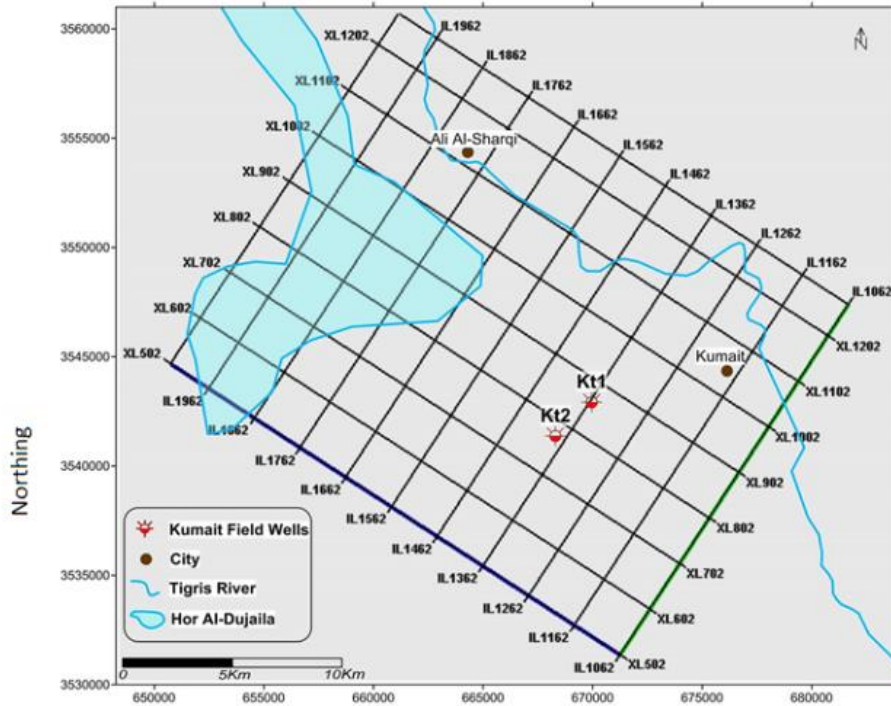 3560000
3555000
3550000
3545000
3540000
3535000
3530000
Northing
N
XL1202
XL1102
XL1002
XL902
XL802
XL702
XL602
XL502
IL1962
IL1862
IL1762
IL1662
IL1562
IL1462
IL1362
IL1262
IL1162
IL1062
Ali Al-Sharqi
Kumait
Kt1
Kt2
XL1202
XL1102
XL1002
XL902
XL802
XL702
XL602
XL502
IL1962
IL1862
IL1762
IL1662
IL1562
IL1462
IL1362
IL1262
IL1162
IL1062
Kumait Field Wells
City
Tigris River
Hor Al-Dujaila
0 5Km 10Km
650000 655000 660000 665000 670000 675000 680000